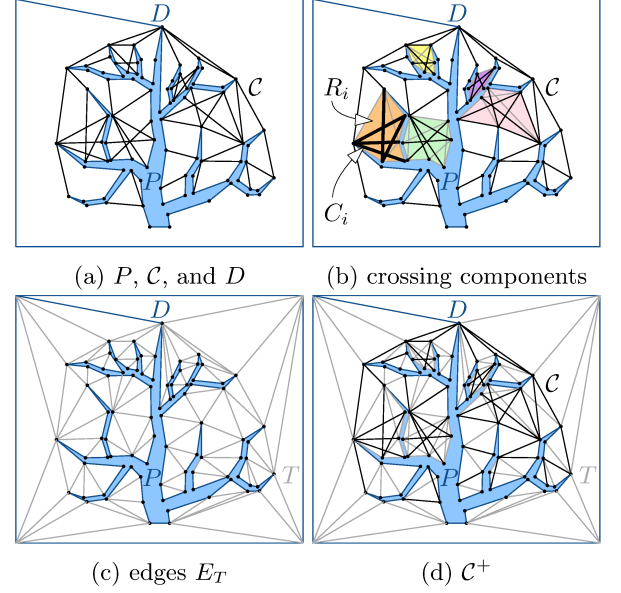 D
D
C
C
R_i
P
P
C_i
(a) P, C, and D
(b) crossing components
D
D
C
P
T
P
T
(c) edges E_T
(d) C^+